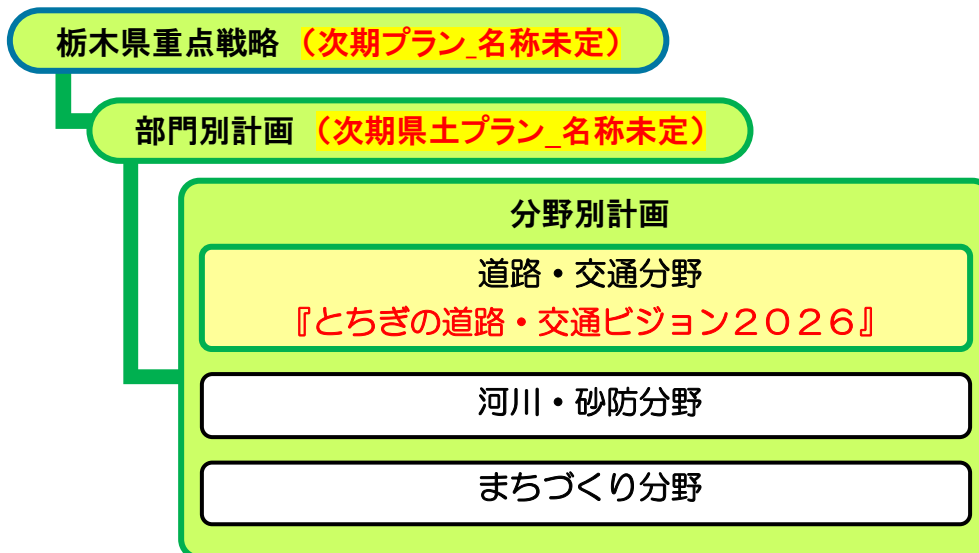 栃木県重点戦略 （次期プラン_名称未定）
部門別計画 （次期県土プラン_名称未定）
分野別計画
道路・交通分野
『とちぎの道路・交通ビジョン２０２６』
河川・砂防分野
まちづくり分野